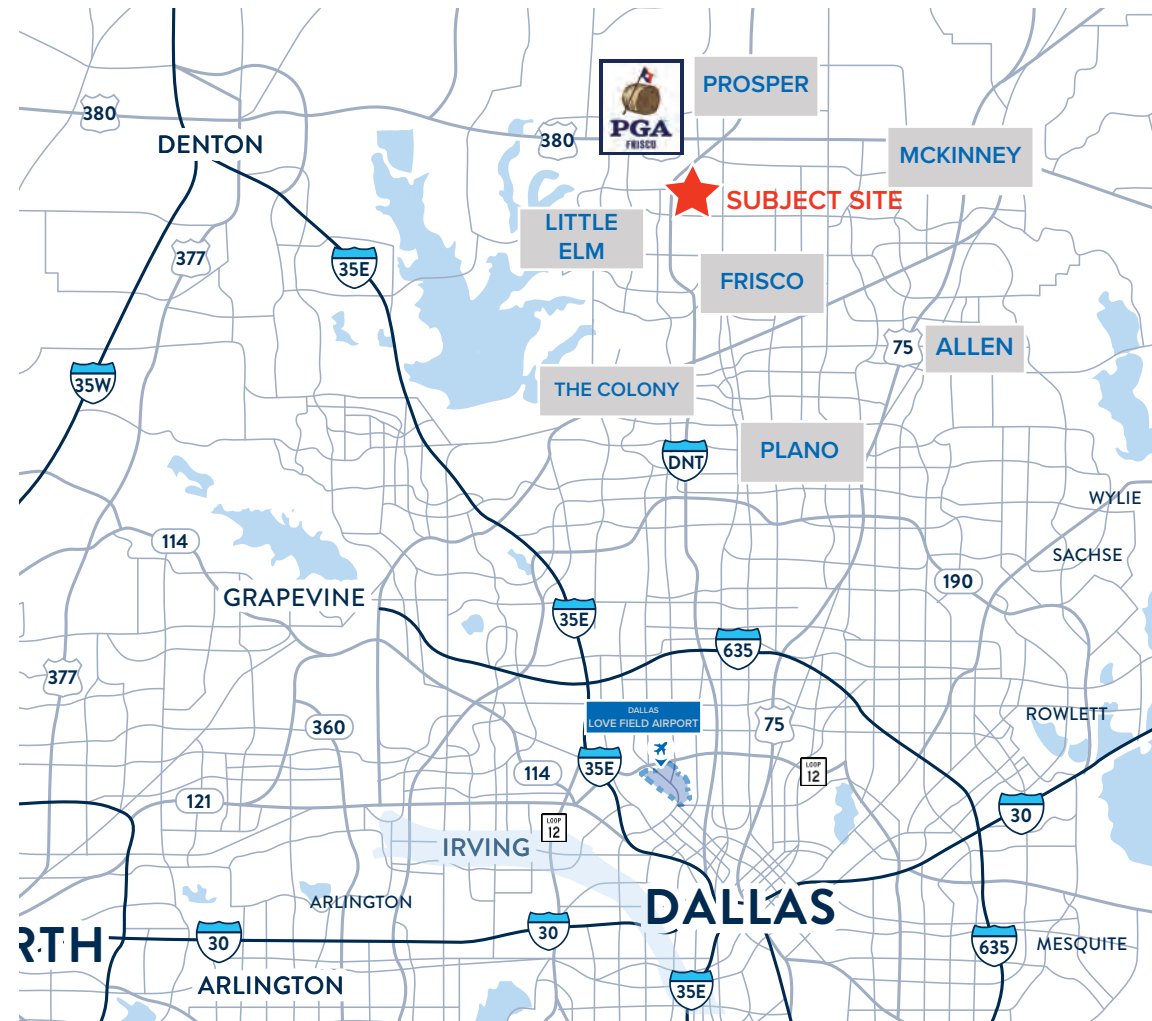 PROSPER
380
PGA
FRISCO
380
DENTON
MCKINNEY
SUBJECT SITE
LITTLE
ELM
377
35E
FRISCO
75
ALLEN
35W
THE COLONY
DNT
PLANO
WYLIE
114
SACHSE
190
GRAPEVINE
35E
635
377
DALLAS
LOVE FIELD AIRPORT
ROWLETT
360
75
114
35E
LOOP
12
121
30
LOOP
12
IRVING
ARLINGTON
DALLAS
30
30
RTH
635
MESQUITE
ARLINGTON
35E